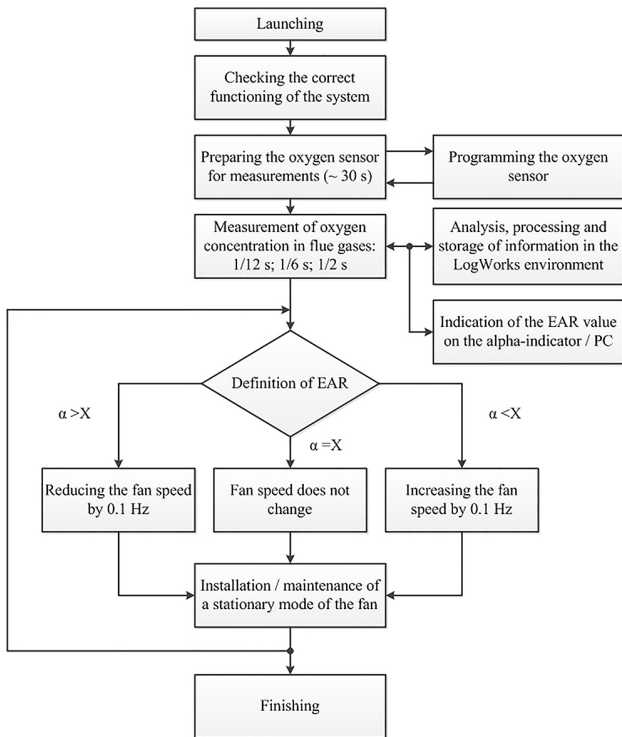 Launching
Checking the correct
functioning of the system
Preparing the oxygen sensor
for measurements (~ 30 s)
Programming the oxygen
sensor
Measurement of oxygen
concentration in flue gases:
1/12 s; 1/6 s; 1/2 s
Analysis, processing and
storage of information in the
LogWorks environment
Indication of the EAR value
on the alpha-indicator / PC
Definition of EAR
α >X
α =X
α <X
Reducing the fan speed
by 0.1 Hz
Fan speed does not
change
Increasing the fan
speed by 0.1 Hz
Installation / maintenance of
a stationary mode of the fan
Finishing